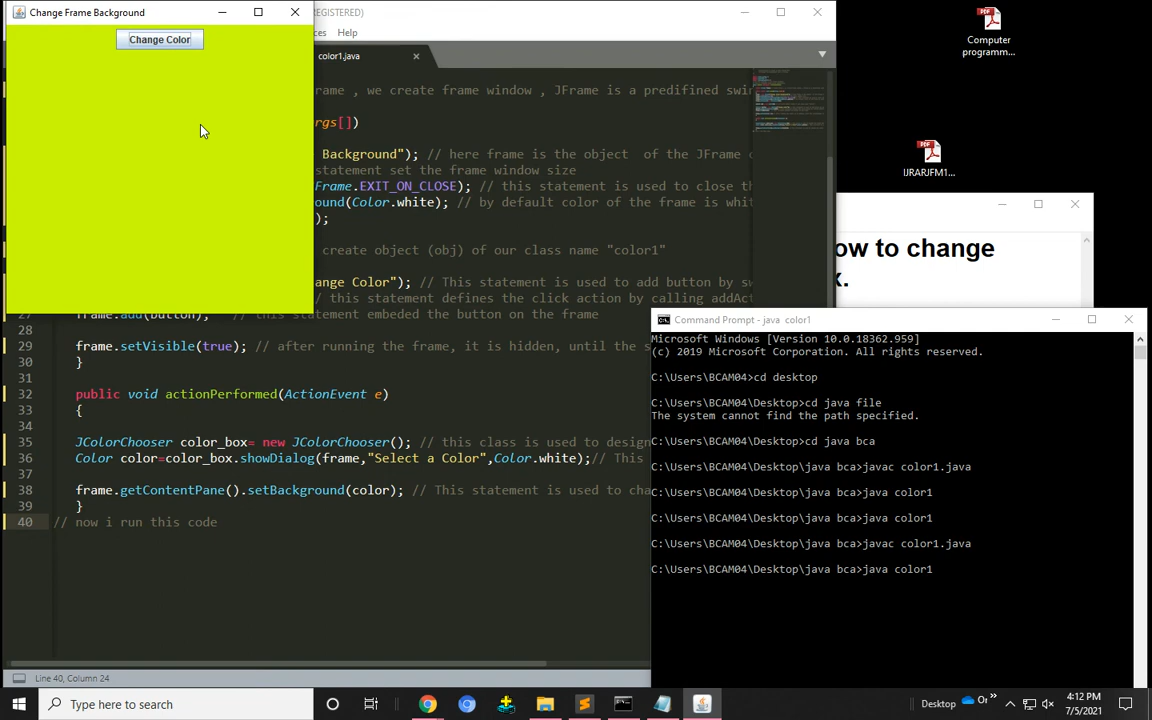 Change Frame Background
REGISTERED)
Change Color
ces Help
color1.java
rame , we create frame window , JFrame is a predifined swin
rgs[])
Background"); // here frame is the object of the JFrame c
statement set the frame window size
Frame.EXIT_ON_CLOSE); // this statement is used to close th
ound(Color.white); // by default color of the frame is whit
);
create object (obj) of our class name "color1"
ange Color"); // This statement is used to add button by sw
/ this statement defines the click action by calling addAct
27 frame.add(button); // this statement embeded the button on the frame
28
29 frame.setVisible(true); // after running the frame, it is hidden, until the s
30 }
31
32 public void actionPerformed(ActionEvent e)
33 {
34
35 JColorChooser color_box= new JColorChooser(); // this class is used to design
36 Color color=color_box.showDialog(frame,"Select a Color",Color.white);// This
37
38 frame.getContentPane().setBackground(color); // This statement is used to cha
39 }
40 // now i run this code
Line 40, Column 24
Computer
programm...
IJRARJFM1...
ow to change
x.
Command Prompt - java color1
Microsoft Windows [Version 10.0.18362.959]
(c) 2019 Microsoft Corporation. All rights reserved.
C:\Users\BCAM04>cd desktop
C:\Users\BCAM04\Desktop>cd java file
The system cannot find the path specified.
C:\Users\BCAM04\Desktop>cd java bca
C:\Users\BCAM04\Desktop\java bca>javac color1.java
C:\Users\BCAM04\Desktop\java bca>java color1
C:\Users\BCAM04\Desktop\java bca>java color1
C:\Users\BCAM04\Desktop\java bca>javac color1.java
C:\Users\BCAM04\Desktop\java bca>java color1
Type here to search
Desktop
Or
4:12 PM
7/5/2021